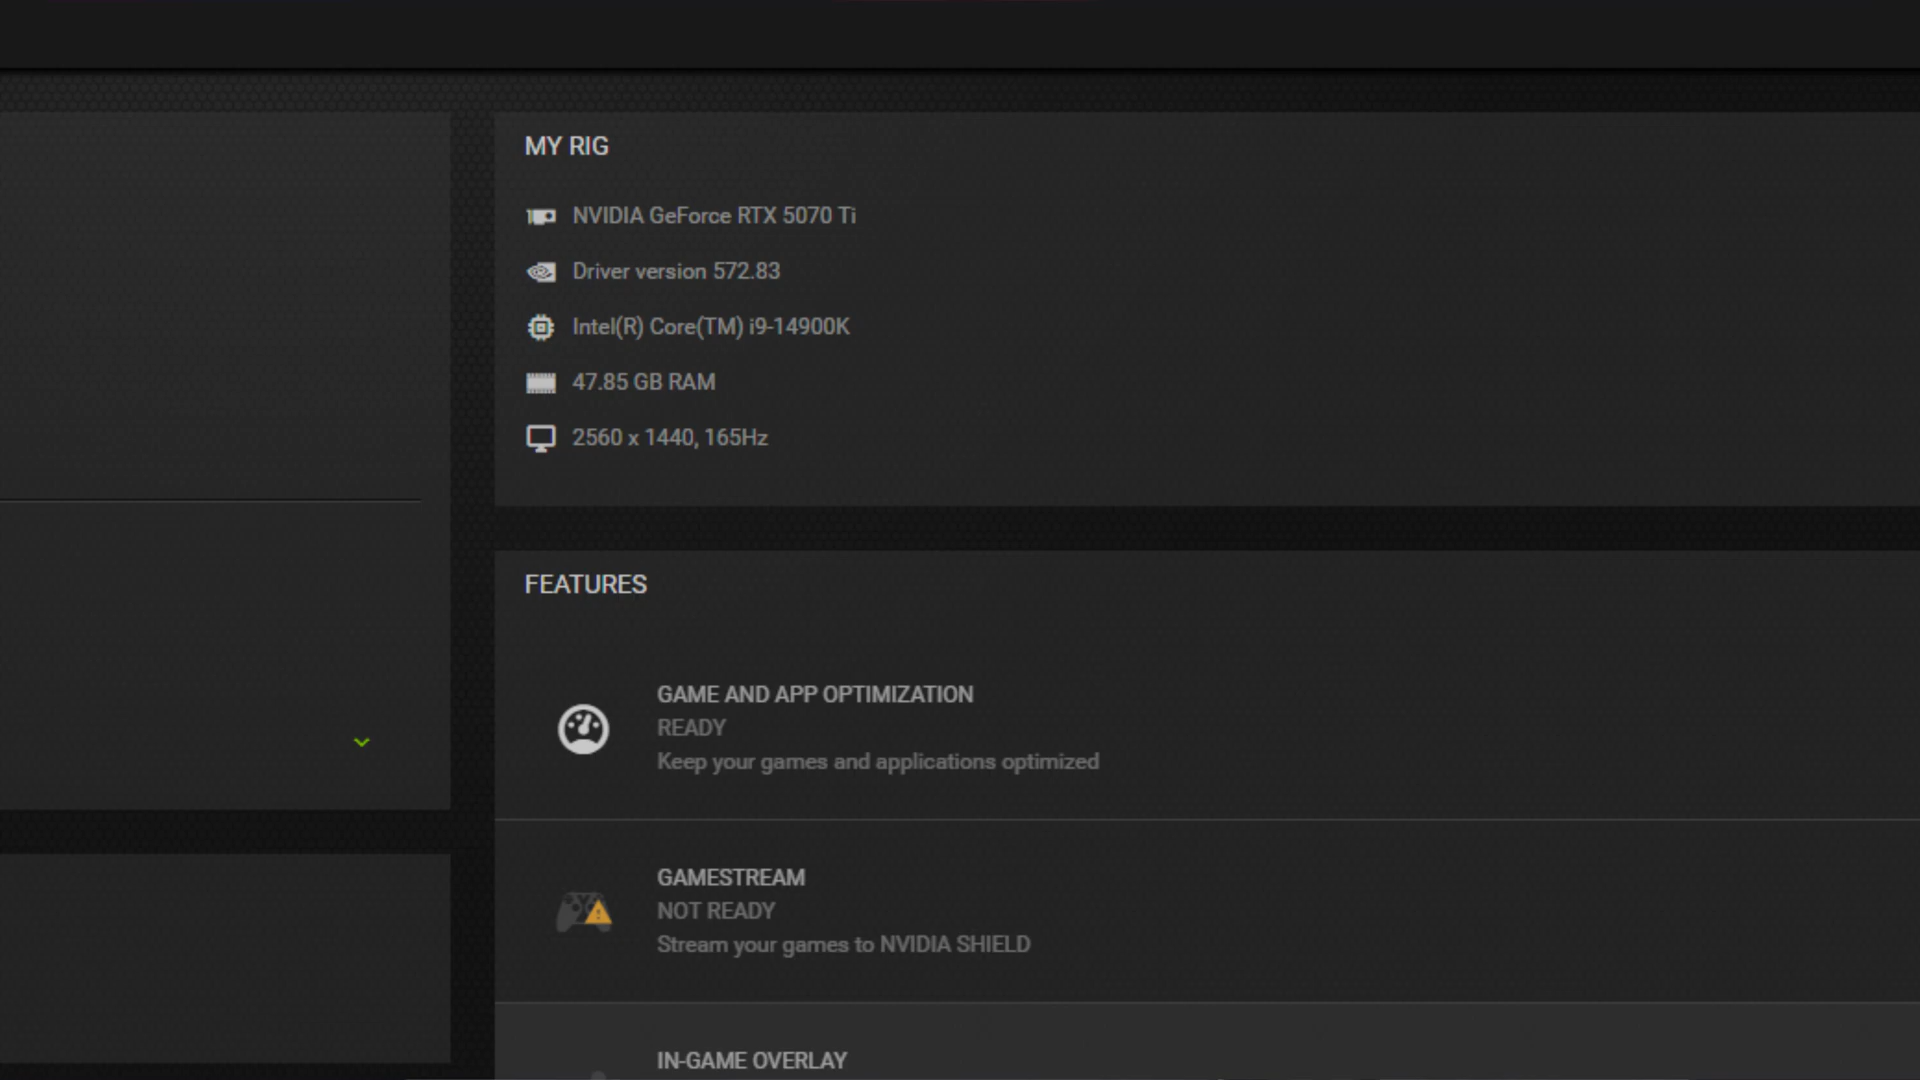 MY RIG
NVIDIA GeForce RTX 5070 Ti
Driver version 572.83
Intel(R) Core(TM) i9-14900K
47.85 GB RAM
2560 x 1440, 165Hz
FEATURES
GAME AND APP OPTIMIZATION
READY
Keep your games and applications optimized
GAMESTREAM
NOT READY
Stream your games to NVIDIA SHIELD
IN-GAME OVERLAY